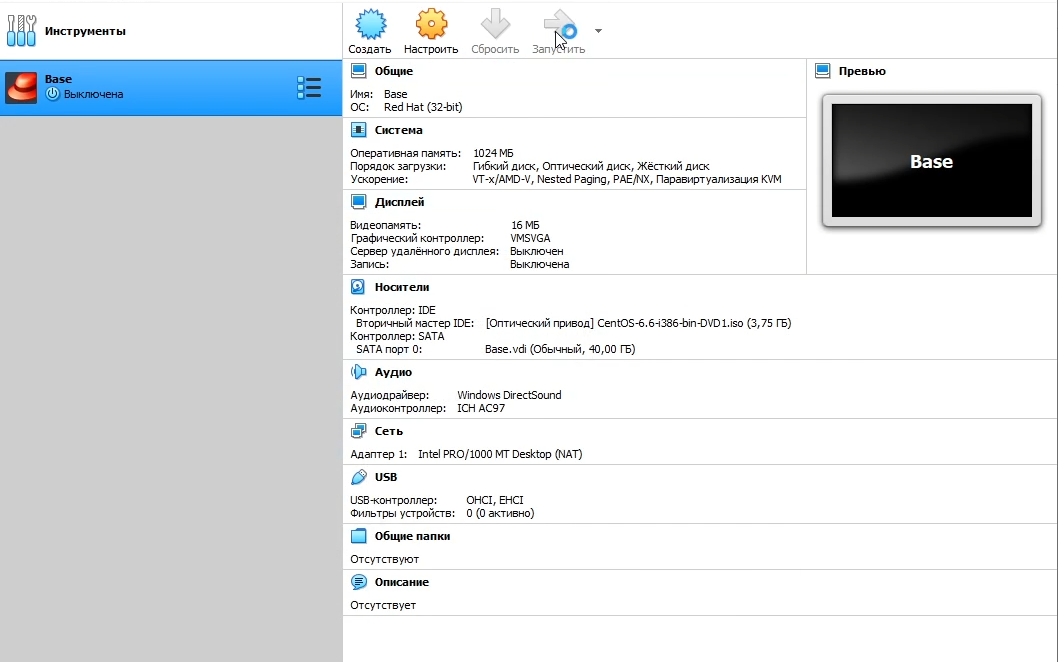 Инструменты
Base
Выключена
Создать Настроить Сбросить Запустить
Общие
Имя: Base
ОС: Red Hat (32-bit)
Система
Оперативная память: 1024 МБ
Порядок загрузки: Гибкий диск, Оптический диск, Жёсткий диск
Ускорение: VT-x/AMD-V, Nested Paging, PAE/NX, Паравиртуализация KVM
Дисплей
Видеопамять: 16 МБ
Графический контроллер: VMSVGA
Сервер удалённого дисплея: Выключен
Запись: Выключена
Превью
Base
Носители
Контроллер: IDE
Вторичный мастер IDE: [Оптический привод] CentOS-6.6-i386-bin-DVD1.iso (3,75 ГБ)
Контроллер: SATA
SATA порт 0: Base.vdi (Обычный, 40,00 ГБ)
Аудио
Аудиодрайвер: Windows DirectSound
Аудиоконтроллер: ICH AC97
Сеть
Адаптер 1: Intel PRO/1000 MT Desktop (NAT)
USB
USB-контроллер: OHCI, EHCI
Фильтры устройств: 0 (0 активно)
Общие папки
Отсутствуют
Описание
Отсутствует